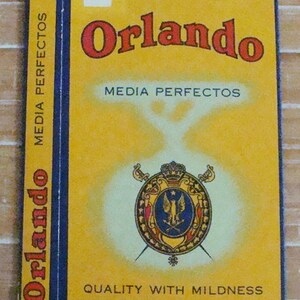 Orlando
MEDIA PERFECTOS
QUALITY WITH MILDNESS
Orlando
MEDIA PERFECTOS